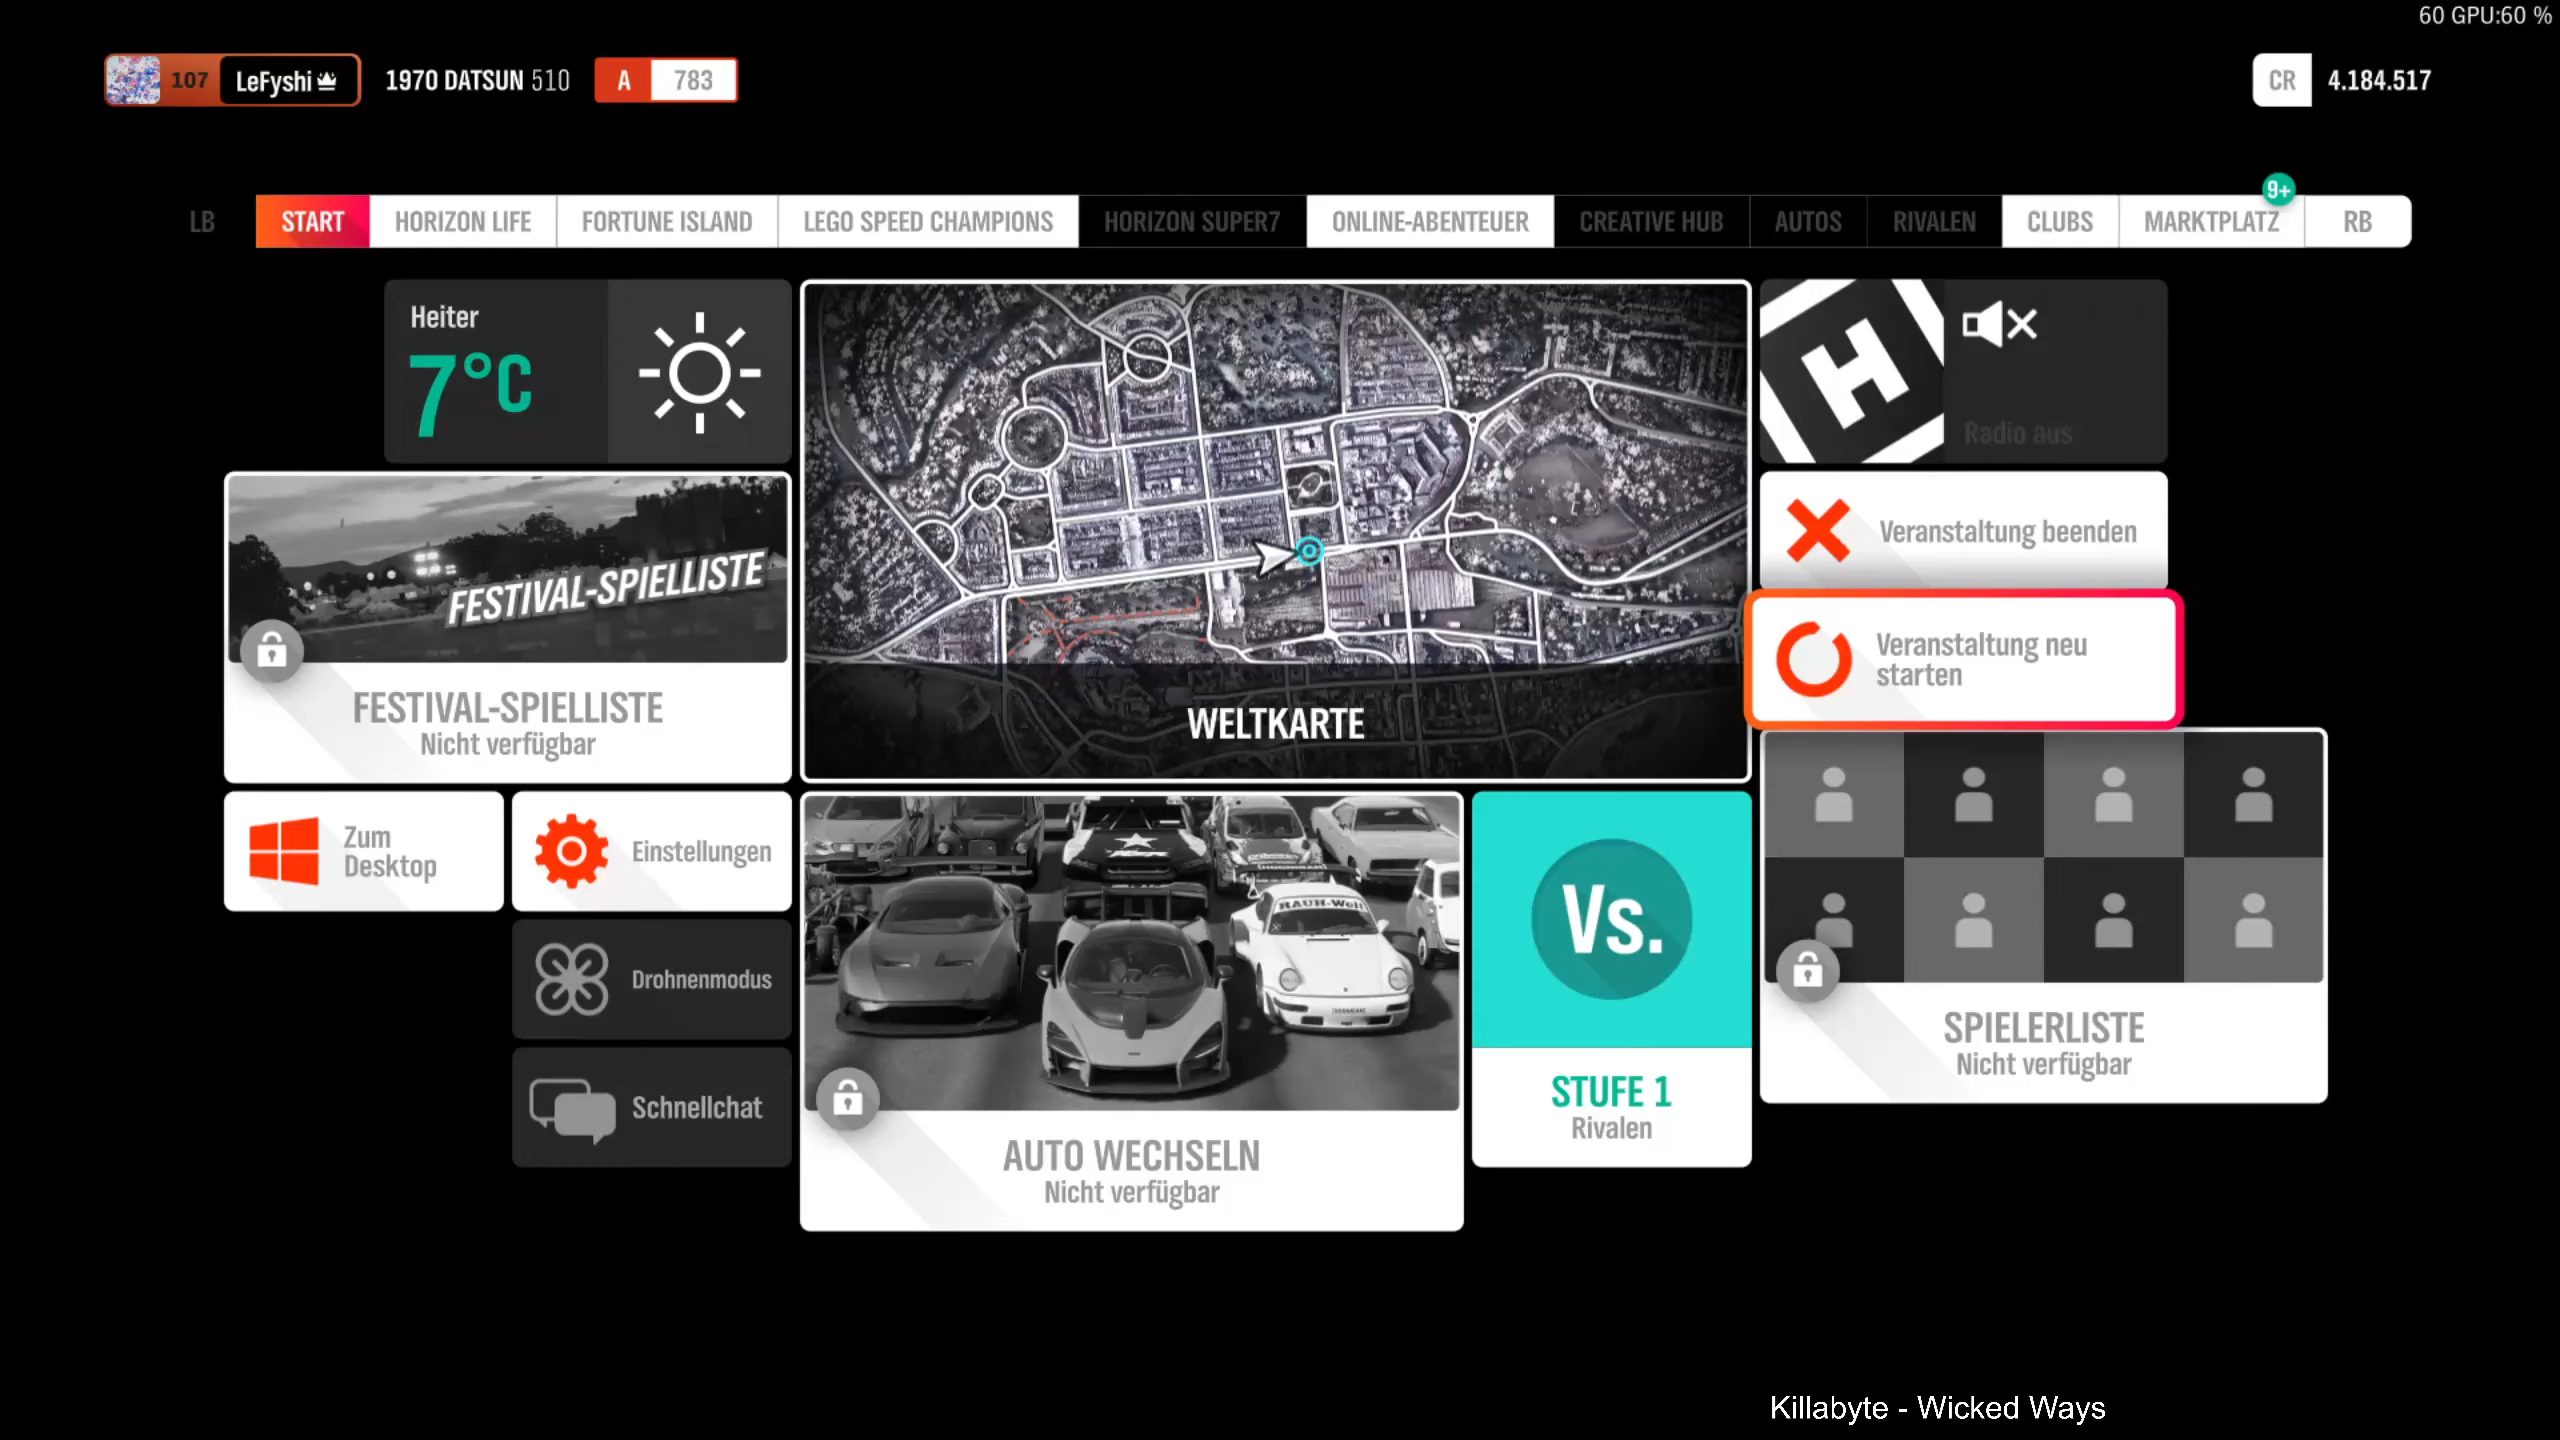 60 GPU:60 %
107 LeFyshi 1970 DATSUN 510 A 783
CR 4.184.517
LB START HORIZON LIFE FORTUNE ISLAND LEGO SPEED CHAMPIONS HORIZON SUPER7 ONLINE-ABENTEUER CREATIVE HUB AUTOS RIVALEN CLUBS MARKTPLATZ 9+ RB
Heiter
7°C
FESTIVAL-SPIELLISTE
FESTIVAL-SPIELLISTE
Nicht verfügbar
Zum
Desktop
Einstellungen
Drohnenmodus
Schnellchat
WELTKARTE
RAUH-Welt
HOONIGAN
AUTO WECHSELN
Nicht verfügbar
Vs.
STUFE 1
Rivalen
H
Radio aus
Veranstaltung beenden
Veranstaltung neu
starten
SPIELERLISTE
Nicht verfügbar
Killabyte - Wicked Ways